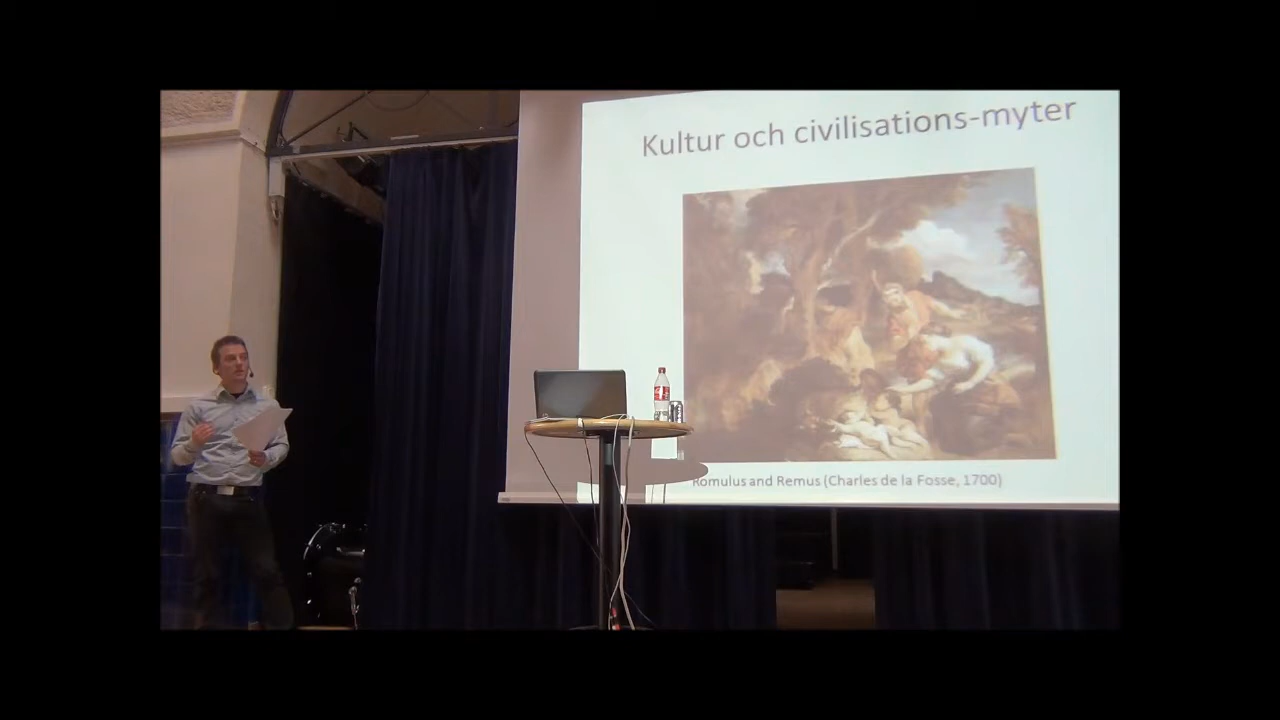 Kultur och civilisations-myter
Romulus and Remus (Charles de la Fosse, 1700)